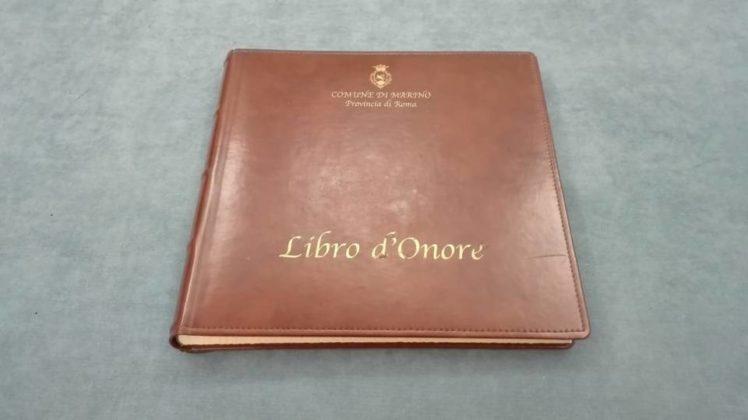 COMUNE DI MARINO
Provincia di Roma
Libro d'Onore